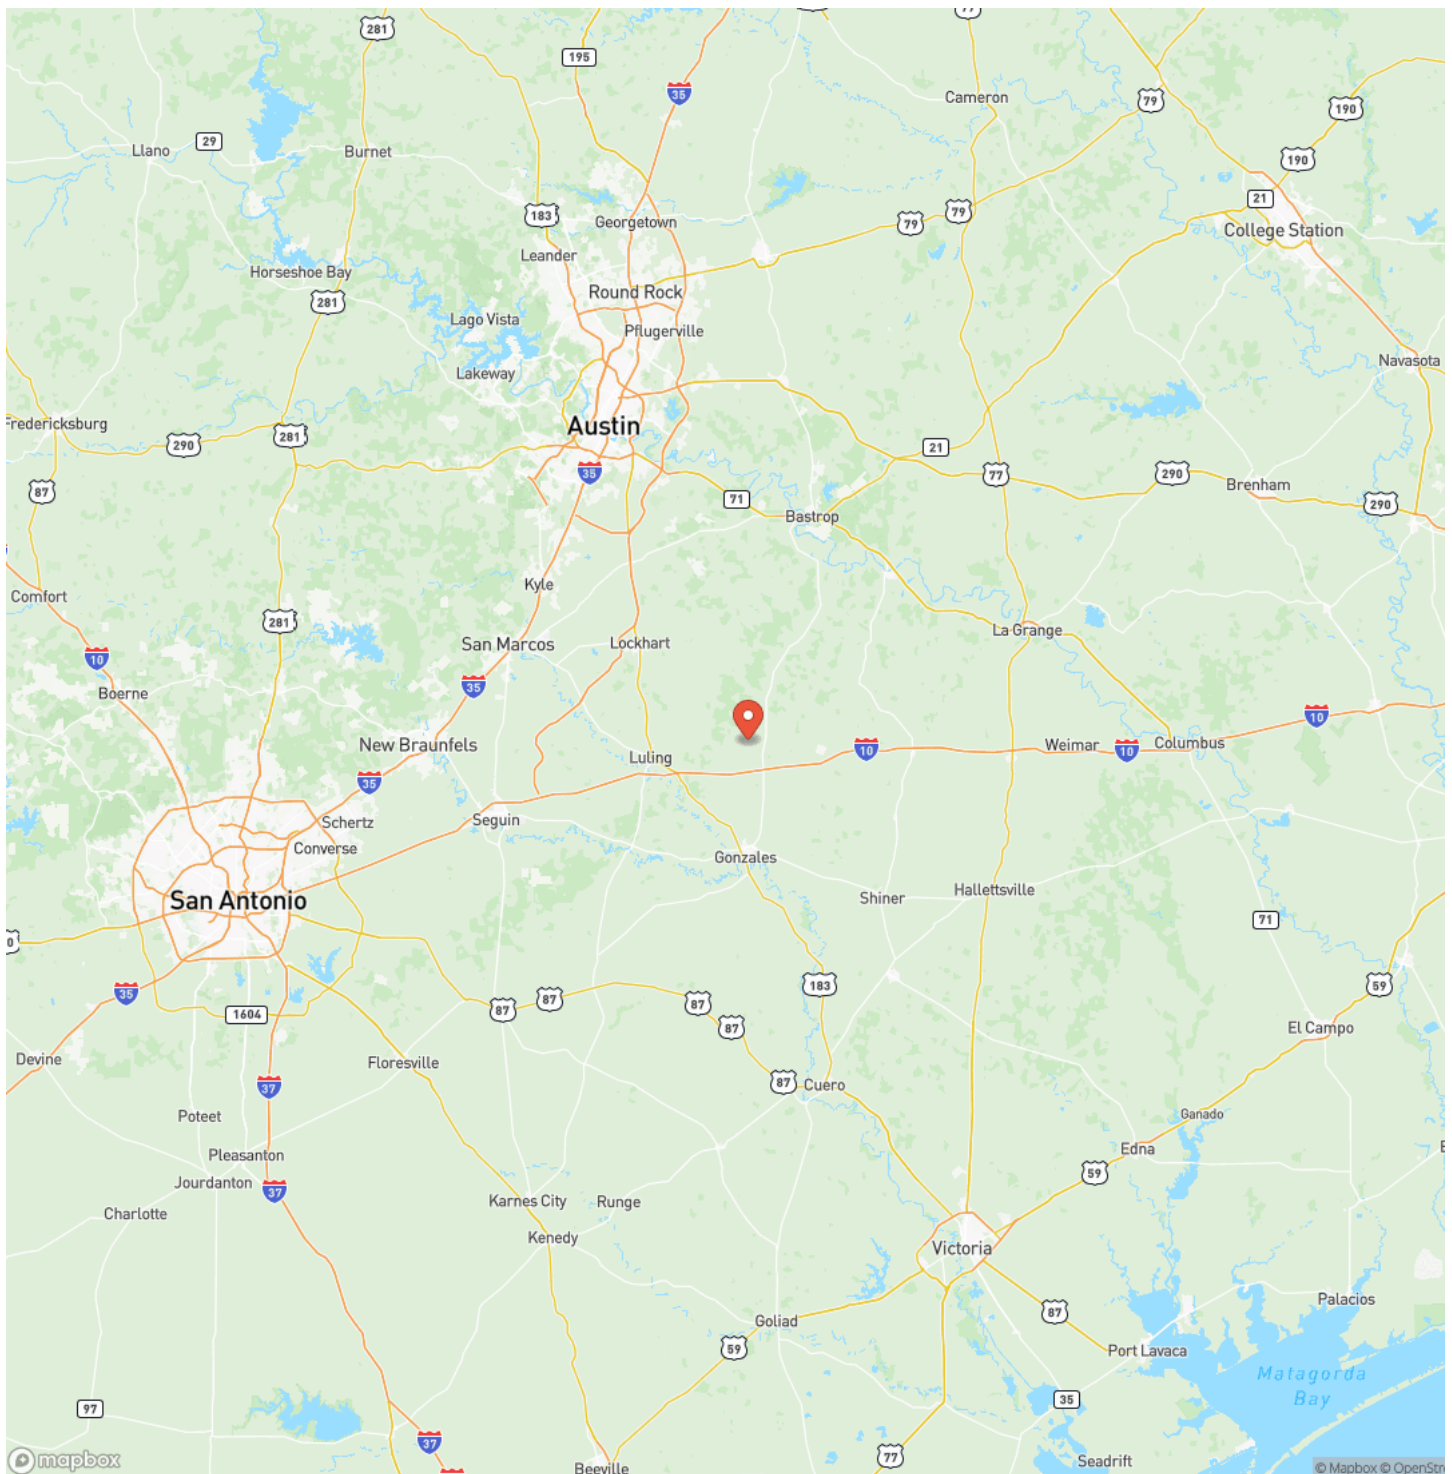 77
281
195
35
Cameron
79
190
Llano
29
Burnet
190
21
183
79
79
Georgetown
College Station
Leander
Horseshoe Bay
281
Round Rock
Lago Vista
Pflugerville
Navasota
Lakeway
Fredericksburg
Austin
281
290
21
35
77
290
Brenham
87
71
290
Bastrop
Kyle
Comfort
281
La Grange
San Marcos
Lockhart
10
35
Boerne
10
New Braunfels
Weimar
Columbus
10
10
Luling
35
Schertz
Seguin
Converse
Gonzales
San Antonio
Shiner
Hallettsville
71
0
183
59
35
87
87
87
1604
87
El Campo
Devine
Floresville
87
Cuero
37
Poteet
Ganado
Edna
Pleasanton
59
Jourdanton
37
Karnes City
Runge
Charlotte
Kenedy
Victoria
Palacios
87
Goliad
59
Port Lavaca
Matagorda
Bay
35
97
37
77
Seadrift
mapbox
Beeville
© Mapbox © OpenStr